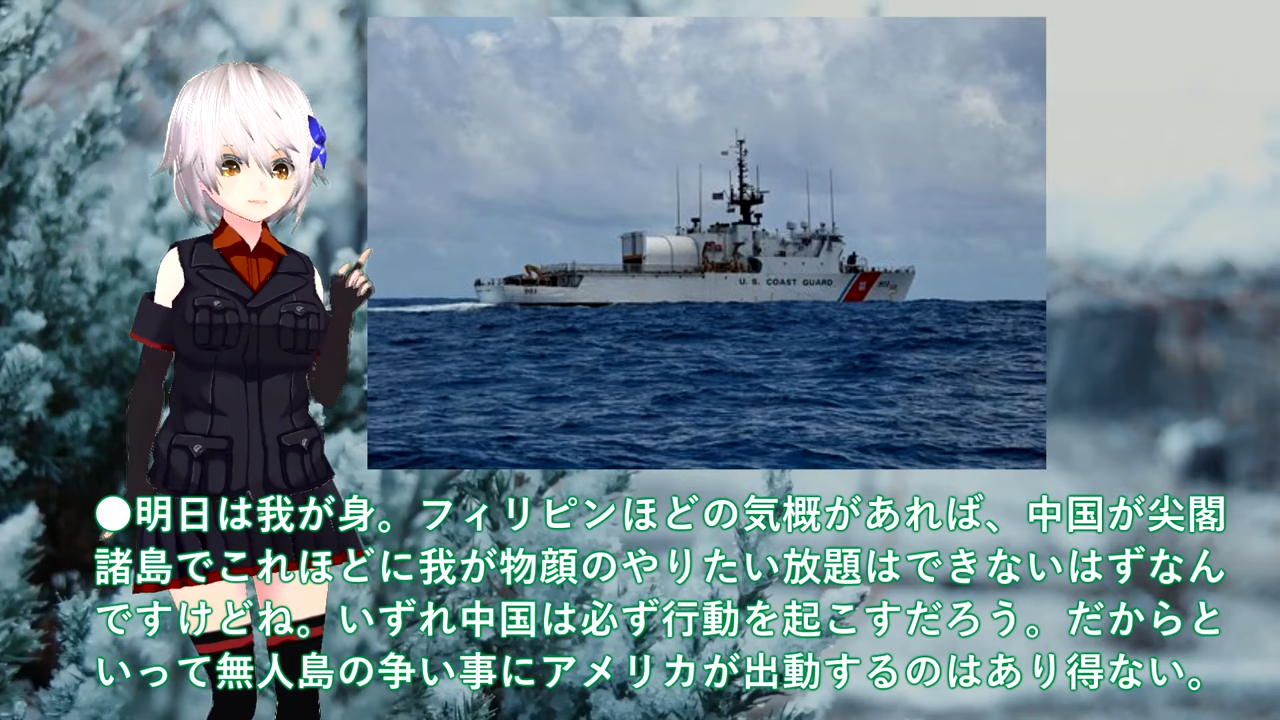 U.S. COAST GUARD
●明日は我が身。フィリピンほどの気概があれば、中国が尖閣
諸島でこれほどに我が物顔のやりたい放題はできないはずなん
ですけどね。いずれ中国は必ず行動を起こすだろう。だからと
いって無人島の争い事にアメリカが出動するのはあり得ない。